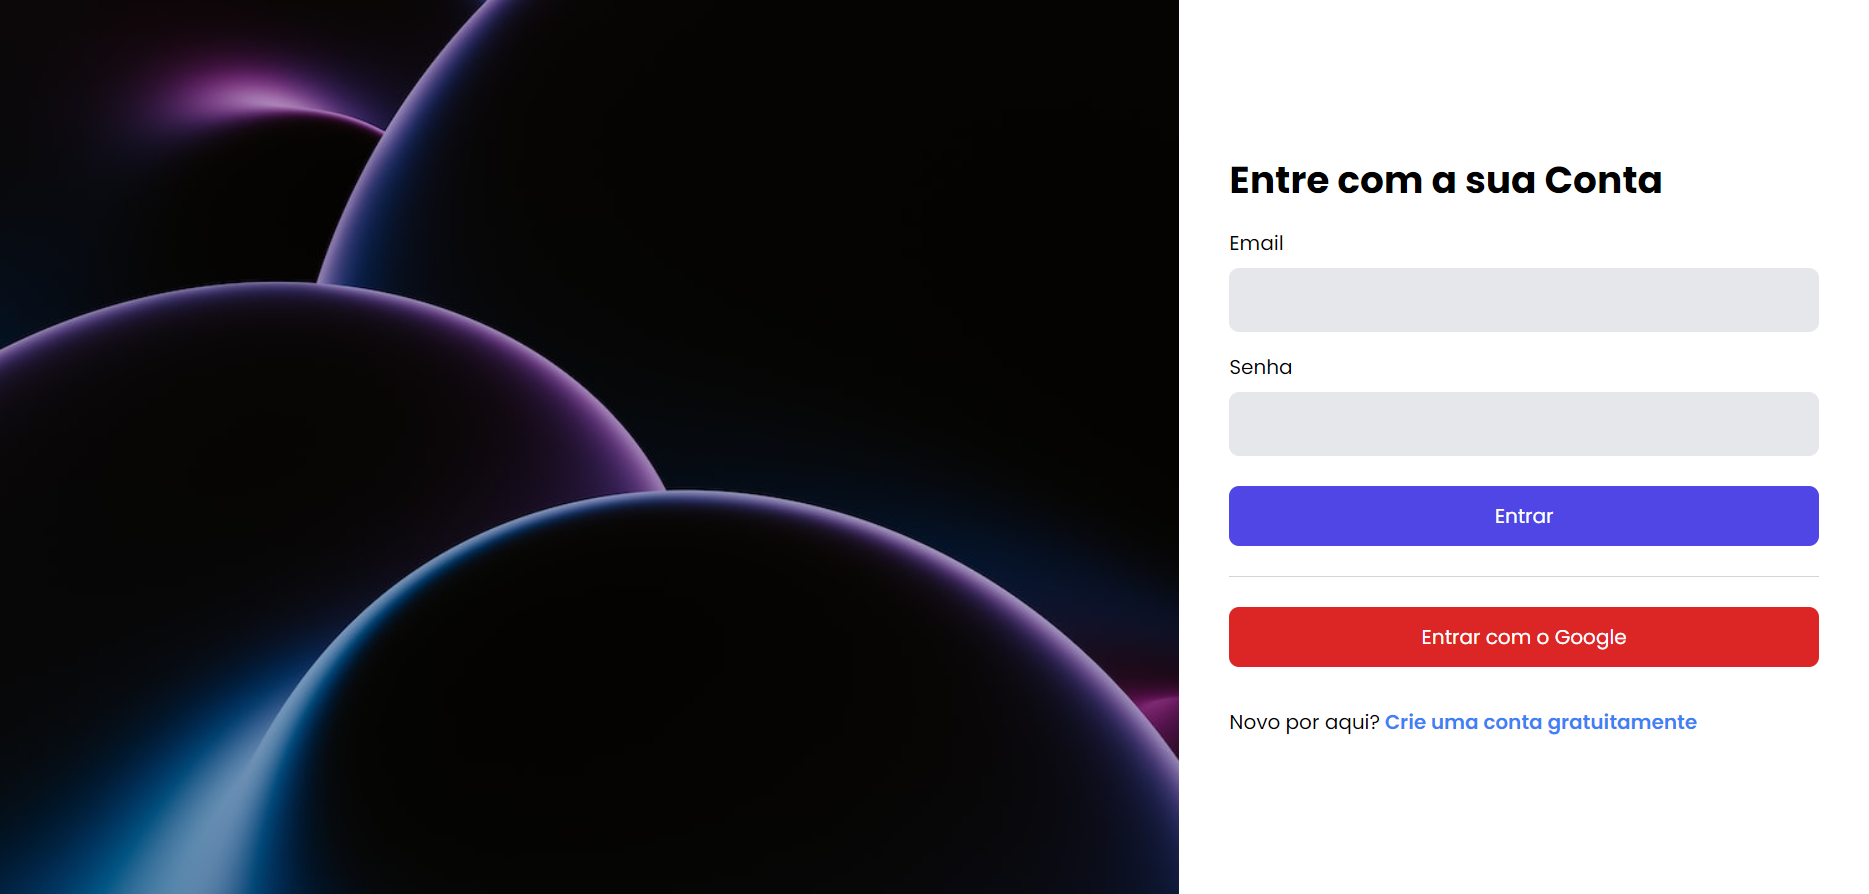 Entre com a sua Conta
Email
Senha
Entrar
Entrar com o Google
Novo por aqui? Crie uma conta gratuitamente